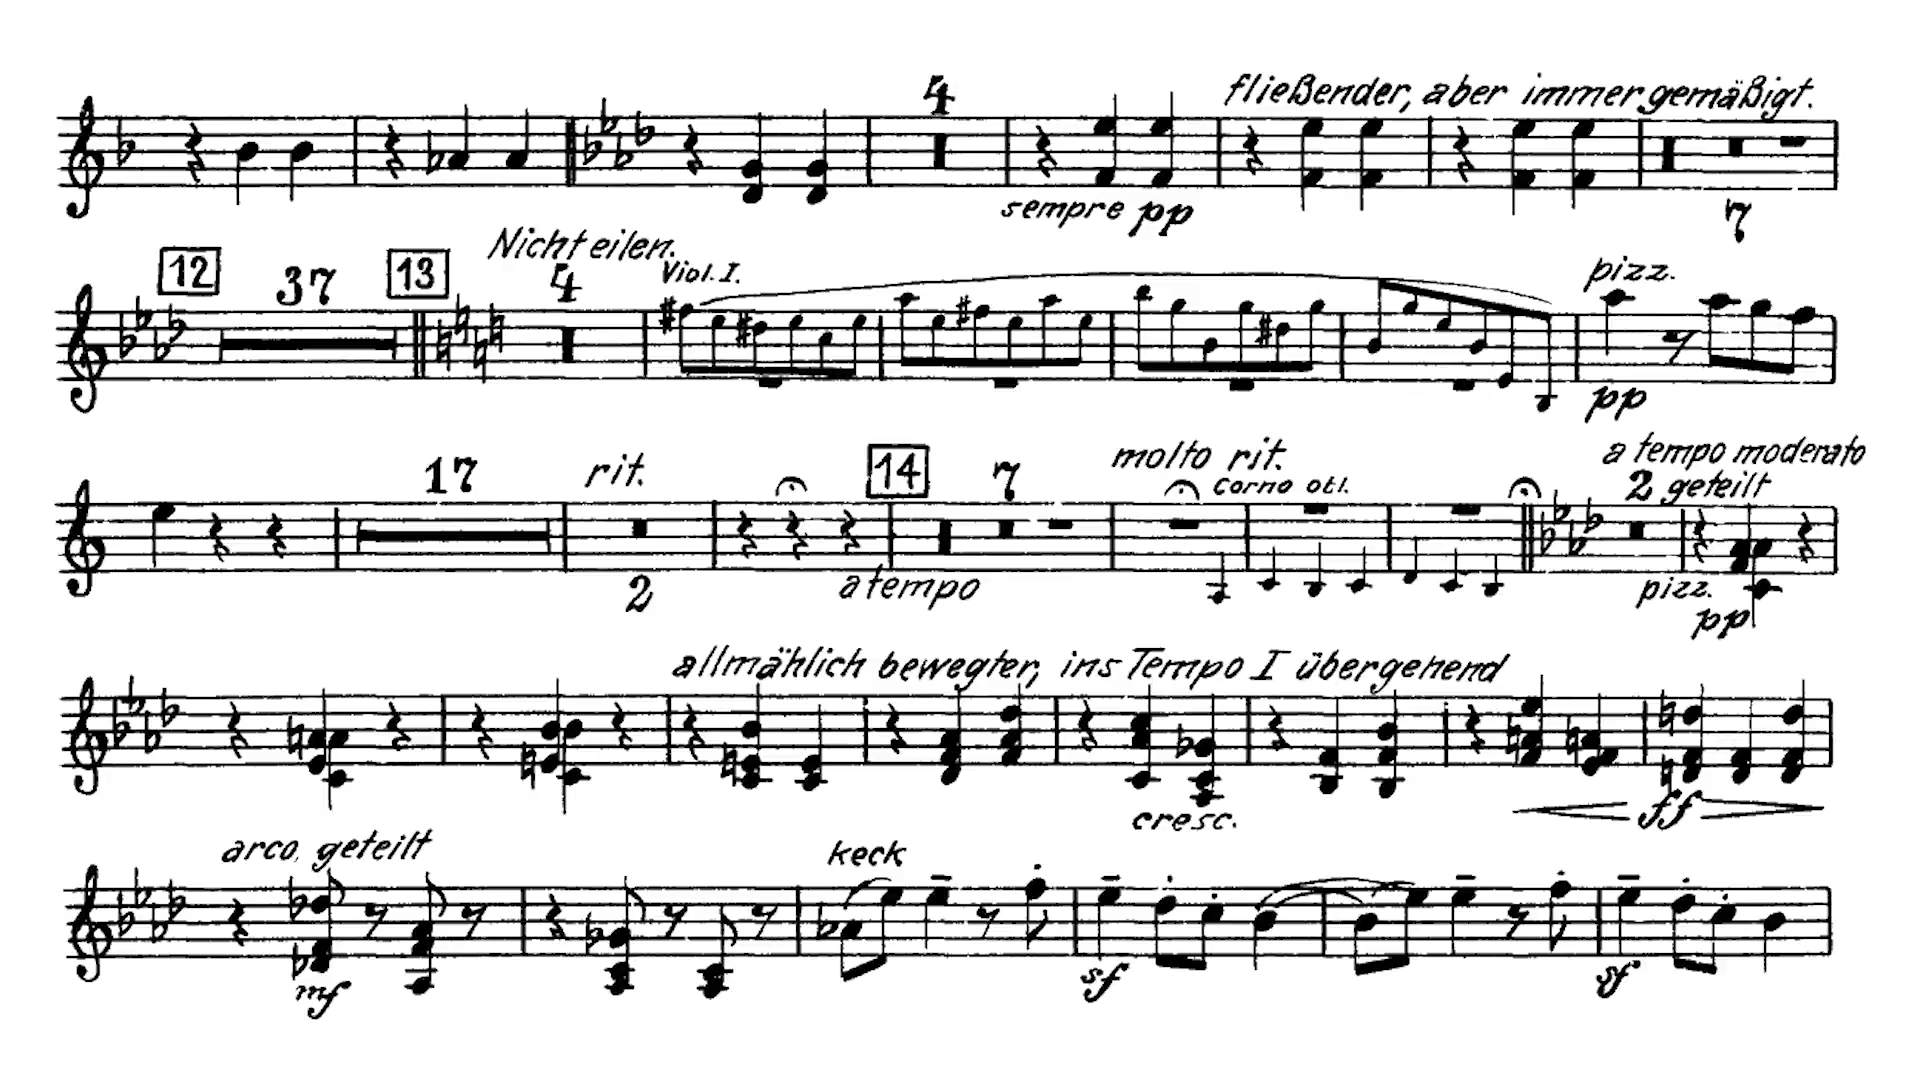 4 fließender, aber immer gemäßigt.
sempre pp
7
12 37 13 Nicht eilen.
4 Viol. I. pizz.
pp
17 rit. 14 7 molto rit. a tempo moderato
Corno obl. 2 geteilt
2 a tempo pizz.
pp
allmählich bewegter, ins Tempo I übergehend
cresc. ff
arco, geteilt keck
mf sf sf